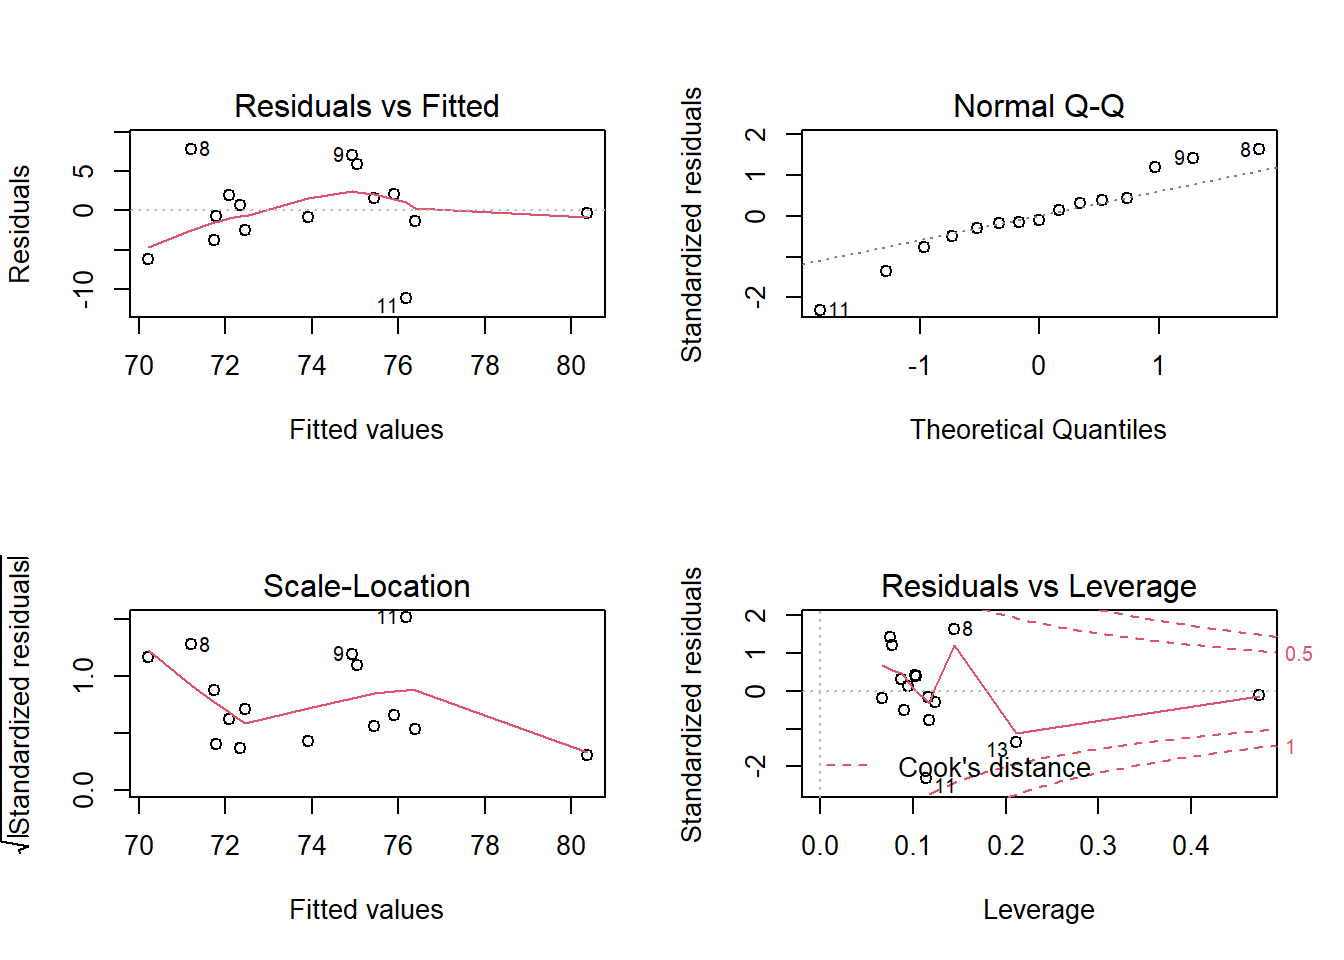 Residuals vs Fitted
Residuals
5
0
-10
8
9
11
70 72 74 76 78 80
Fitted values
Normal Q-Q
Standardized residuals
2
1
0
-2
9
8
11
-1 0 1
Theoretical Quantiles
Scale-Location
√|Standardized residuals|
1.0
0.0
11
8
9
70 72 74 76 78 80
Fitted values
Residuals vs Leverage
Standardized residuals
2
1
0
-2
8
0.5
13
1
Cook's distance
11
0.0 0.1 0.2 0.3 0.4
Leverage